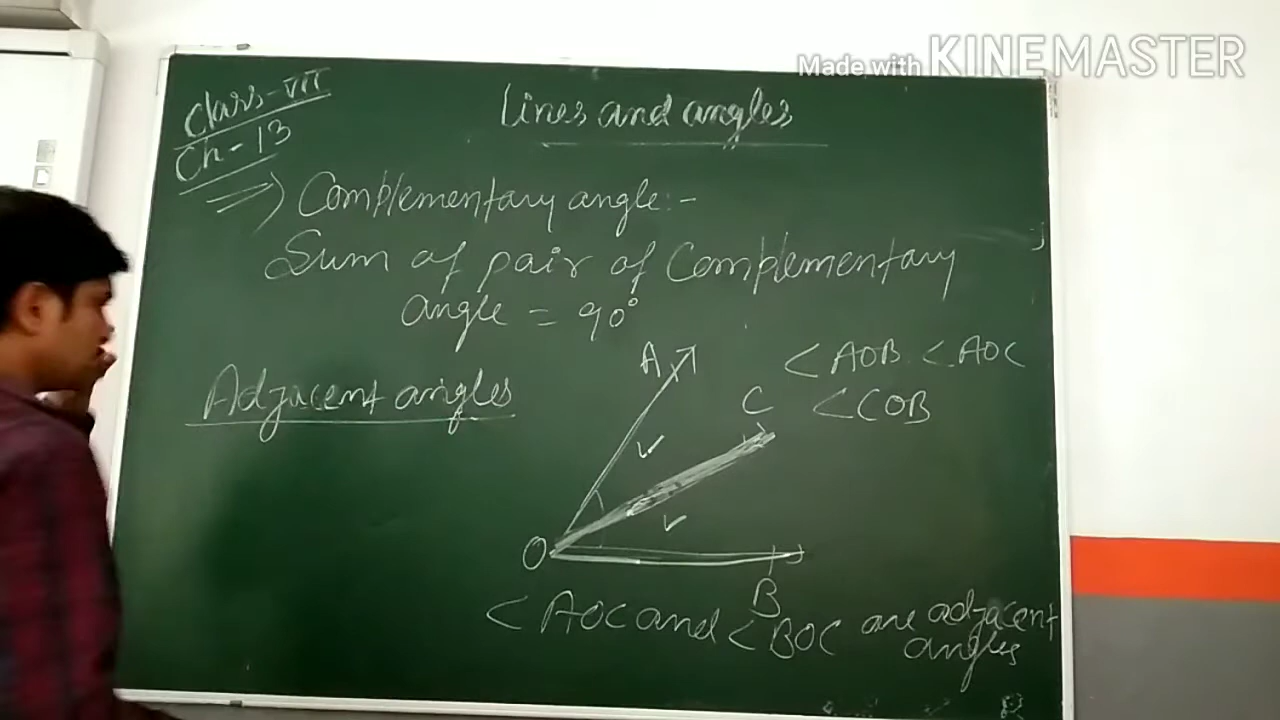 Made with KINEMASTER
Class-VII
Ch-13
Lines and angles
Complementary angle:-
Sum of pair of Complementary
angle = 90°
Adjacent angles
A
<AOB <AOC
C
<COB
O
B
<AOC and <BOC are adjacent
angles